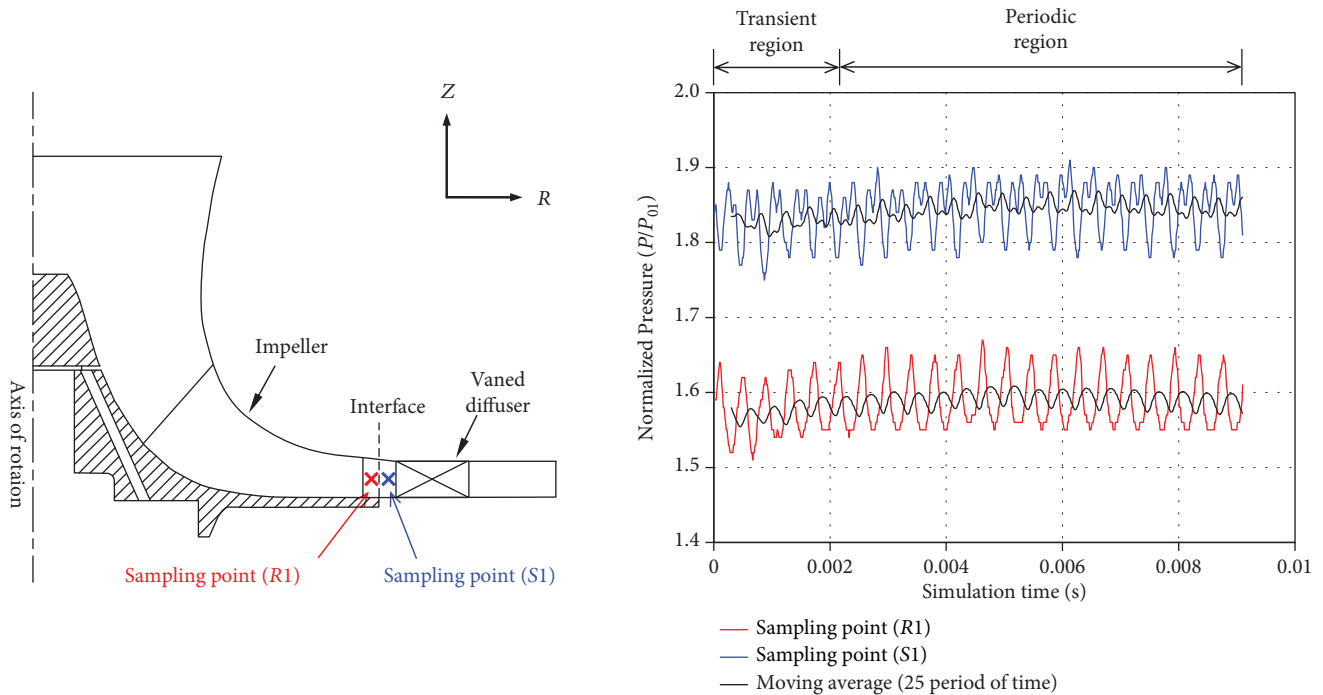 Z
R
Impeller
Interface
Vaned
diffuser
Axis of rotaion
Sampling point (R1)
Sampling point (S1)
Transient
region
Periodic
region
Normalized Pressure (P/P01)
2.0
1.9
1.8
1.7
1.6
1.5
1.4
0
0.002
0.004
0.006
0.008
0.01
Simulation time (s)
Sampling point (R1)
Sampling point (S1)
Moving average (25 period of time)